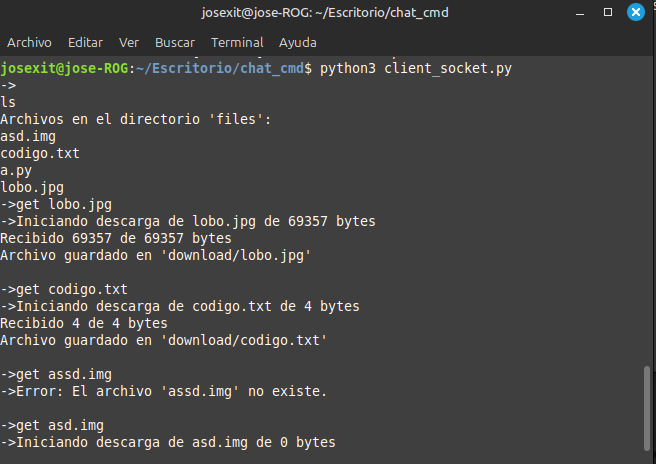 josexit@jose-ROG: ~/Escritorio/chat_cmd
Archivo Editar Ver Buscar Terminal Ayuda
josexit@jose-ROG:~/Escritorio/chat_cmd$ python3 client_socket.py
->
ls
Archivos en el directorio 'files':
asd.img
codigo.txt
a.py
lobo.jpg
->get lobo.jpg
->Iniciando descarga de lobo.jpg de 69357 bytes
Recibido 69357 de 69357 bytes
Archivo guardado en 'download/lobo.jpg'
->get codigo.txt
->Iniciando descarga de codigo.txt de 4 bytes
Recibido 4 de 4 bytes
Archivo guardado en 'download/codigo.txt'
->get assd.img
->Error: El archivo 'assd.img' no existe.
->get asd.img
->Iniciando descarga de asd.img de 0 bytes